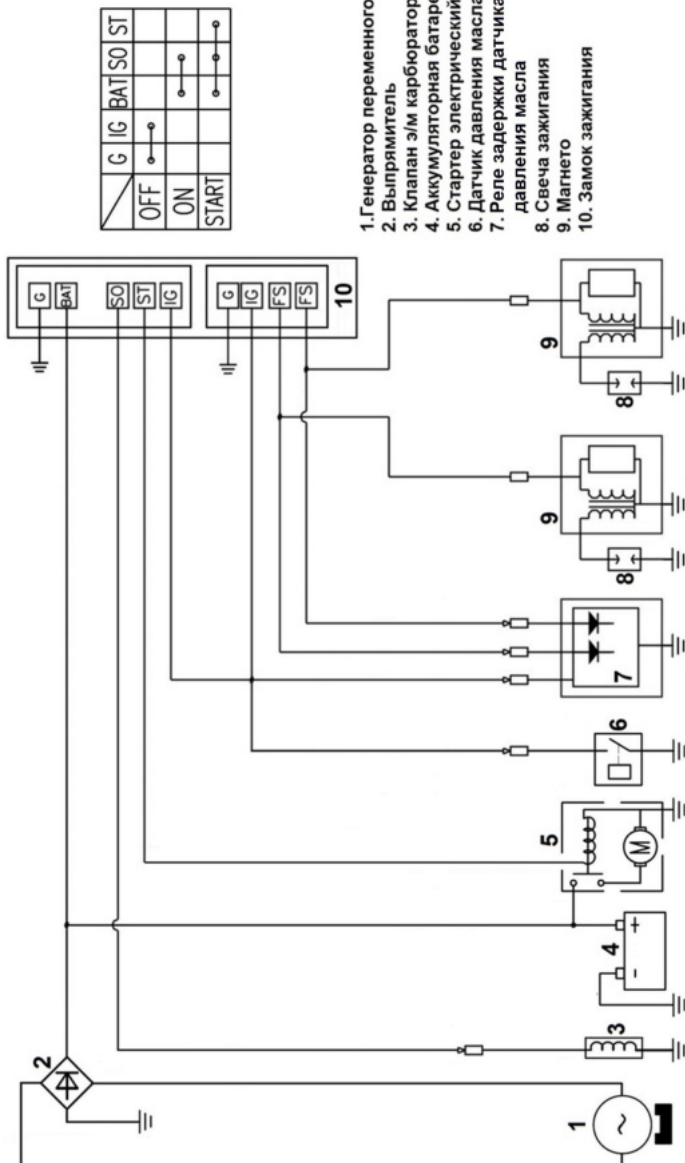 G IG BAT SO ST
OFF
ON
START
1.Генератор переменного
2. Выпрямитель
3. Клапан э/м карбюратор
4. Аккумуляторная батаре
5. Стартер электрический
6. Датчик давления масла
7. Реле задержки датчика
давления масла
8. Свеча зажигания
9. Магнето
10. Замок зажигания
G
BAT
SO
ST
IG
G
IG
FS
FS
10
9
8
9
8
7
6
5
M
+
-
4
3
2
1
~